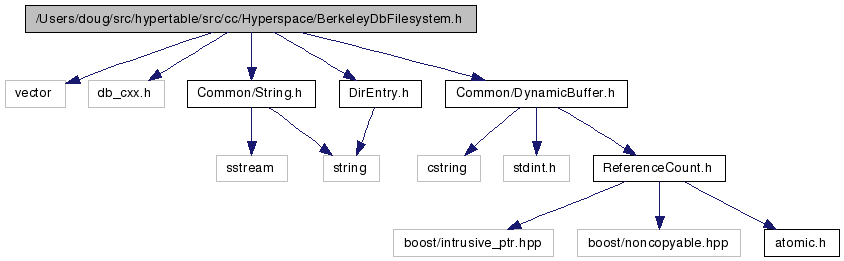 /Users/doug/src/hypertable/src/cc/Hyperspace/BerkeleyDbFilesystem.h
vector
db_cxx.h
Common/String.h
DirEntry.h
Common/DynamicBuffer.h
sstream
string
cstring
stdint.h
ReferenceCount.h
boost/intrusive_ptr.hpp
boost/noncopyable.hpp
atomic.h